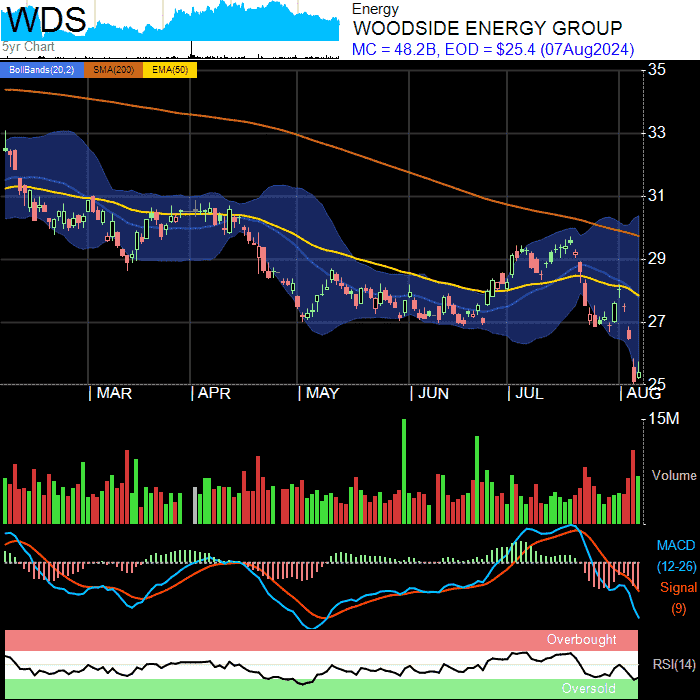 WDS
5yr Chart
Energy
WOODSIDE ENERGY GROUP
MC = 48.2B, EOD = $25.4 (07Aug2024)
BollBands(20,2) SMA(200) EMA(50)
35
33
31
29
27
25
| MAR | APR | MAY | JUN | JUL | AUG
15M
Volume
MACD
(12-26)
Signal
(9)
Overbought
RSI(14)
Oversold